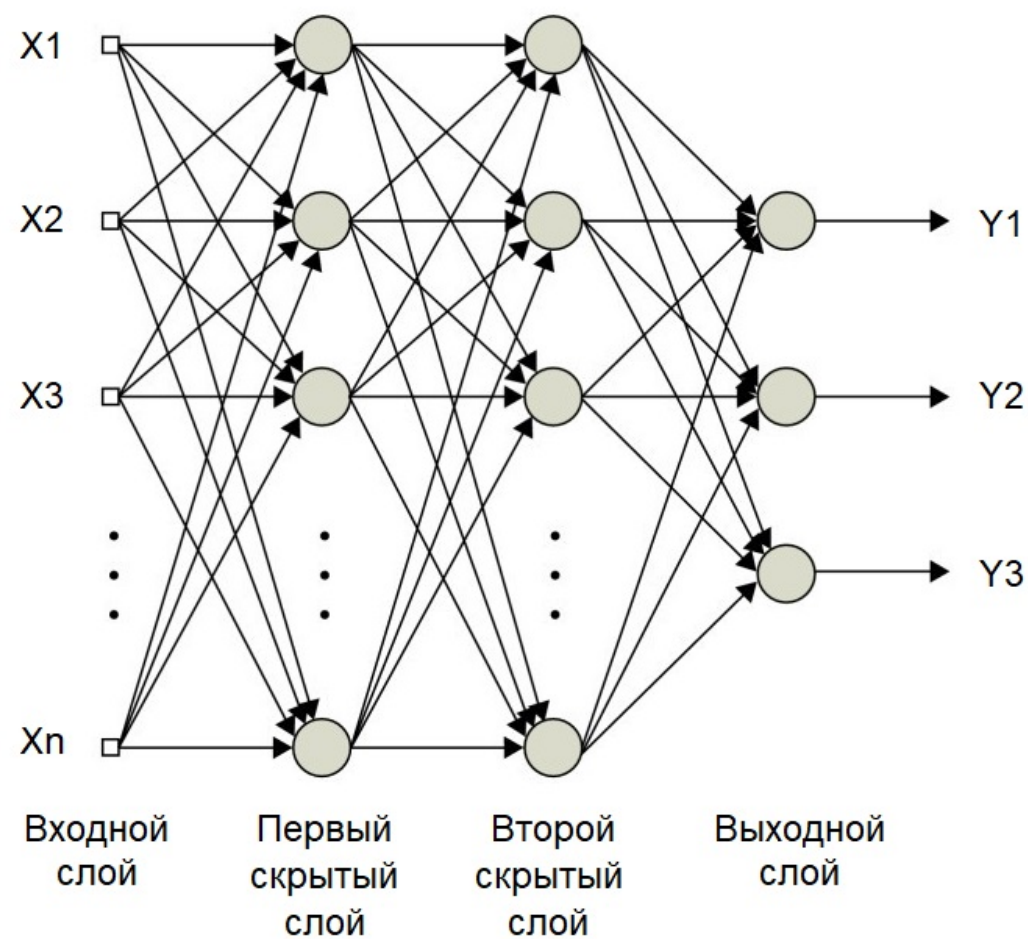 X1
X2
X3
Xn
Y1
Y2
Y3
Входной
слой
Первый
скрытый
слой
Второй
скрытый
слой
Выходной
слой